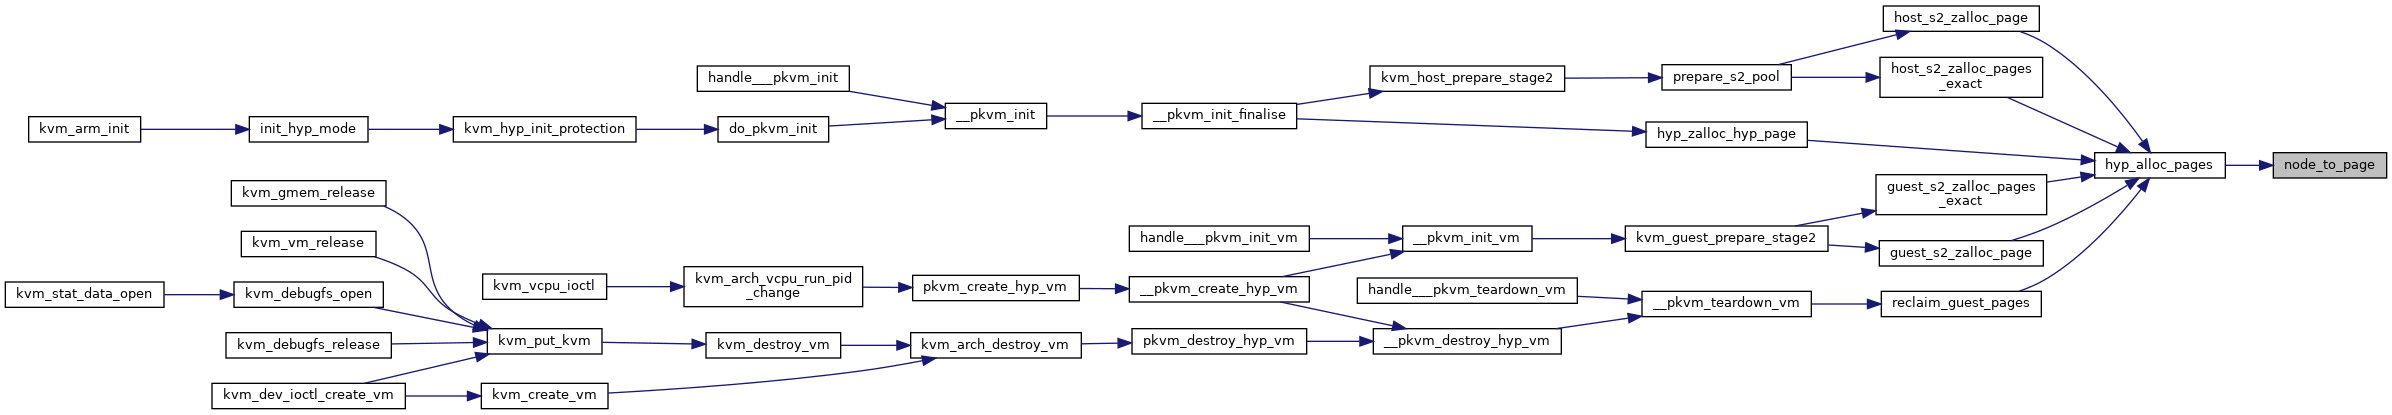 host_s2_zalloc_page
host_s2_zalloc_pages
_exact
handle___pkvm_init
kvm_host_prepare_stage2
prepare_s2_pool
__pkvm_init
__pkvm_init_finalise
kvm_arm_init
init_hyp_mode
kvm_hyp_init_protection
do_pkvm_init
hyp_zalloc_hyp_page
hyp_alloc_pages
node_to_page
kvm_gmem_release
guest_s2_zalloc_pages
_exact
kvm_vm_release
handle___pkvm_init_vm
__pkvm_init_vm
kvm_guest_prepare_stage2
guest_s2_zalloc_page
kvm_stat_data_open
kvm_debugfs_open
kvm_vcpu_ioctl
kvm_arch_vcpu_run_pid
_change
pkvm_create_hyp_vm
__pkvm_create_hyp_vm
handle___pkvm_teardown_vm
__pkvm_teardown_vm
reclaim_guest_pages
kvm_debugfs_release
kvm_put_kvm
kvm_destroy_vm
kvm_arch_destroy_vm
pkvm_destroy_hyp_vm
__pkvm_destroy_hyp_vm
kvm_dev_ioctl_create_vm
kvm_create_vm